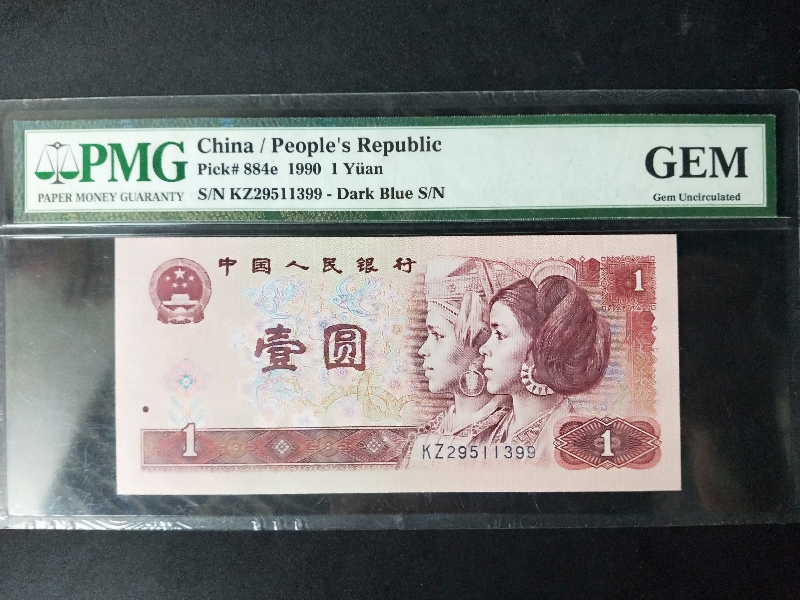 PMG
PAPER MONEY GUARANTY
China / People's Republic
Pick# 884e 1990 1 Yüan
S/N KZ29511399 - Dark Blue S/N
GEM
Gem Uncirculated
中国人民银行
1
壹圆
1
KZ29511399
1